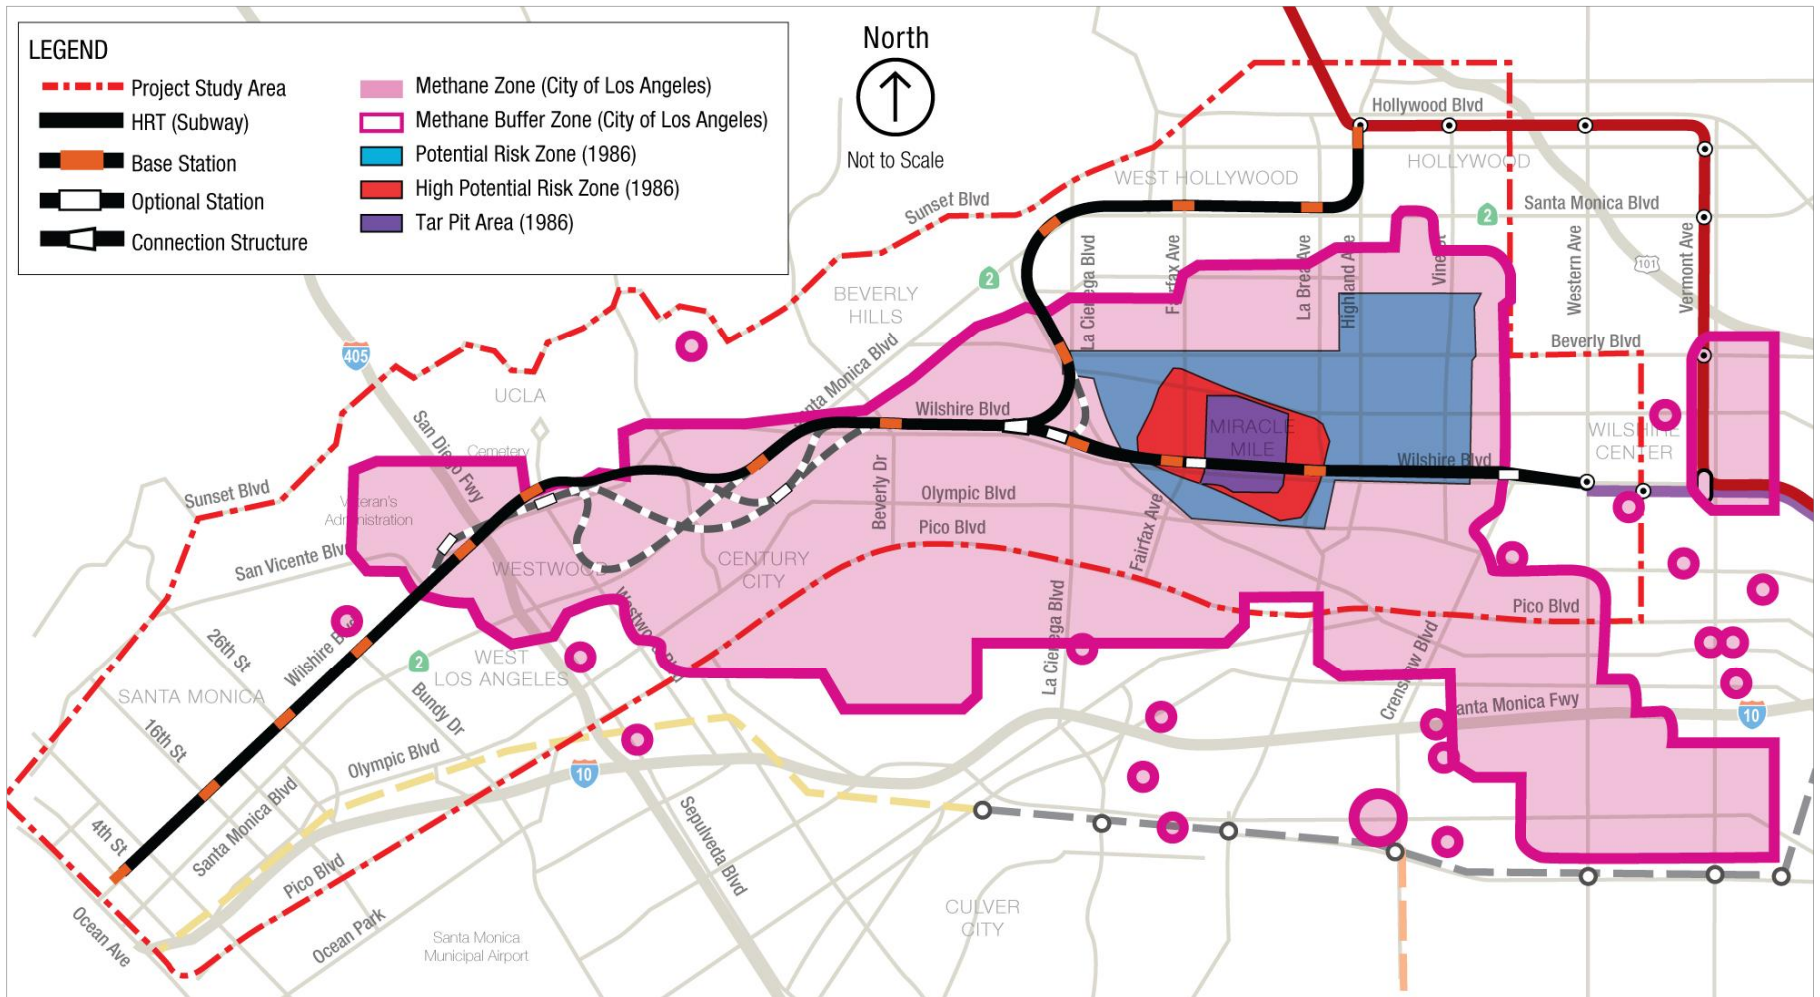 LEGEND
Project Study Area
HRT (Subway)
Base Station
Optional Station
Connection Structure
Methane Zone (City of Los Angeles)
Methane Buffer Zone (City of Los Angeles)
Potential Risk Zone (1986)
High Potential Risk Zone (1986)
Tar Pit Area (1986)
North
Not to Scale
Hollywood Blvd
HOLLYWOOD
WEST HOLLYWOOD
Sunset Blvd
Santa Monica Blvd
2
2
101
La Cienega Blvd
Fairfax Ave
La Brea Ave
Highland Ave
Vine St
Western Ave
Vermont Ave
BEVERLY
HILLS
Beverly Blvd
405
UCLA
Santa Monica Blvd
Wilshire Blvd
San Diego Fwy
Cemetery
MIRACLE
MILE
WILSHIRE
CENTER
Wilshire Blvd
Sunset Blvd
Veteran's
Administration
Beverly Dr
Olympic Blvd
Pico Blvd
Fairfax Ave
San Vicente Blvd
WESTWOOD
CENTURY
CITY
La Cienega Blvd
Pico Blvd
26th St
Wilshire Blvd
Westwood Blvd
2
WEST
LOS ANGELES
SANTA MONICA
Bundy Dr
Crenshaw Blvd
Santa Monica Fwy
10
16th St
Olympic Blvd
10
4th St
Santa Monica Blvd
Sepulveda Blvd
Pico Blvd
Ocean Ave
Ocean Park
Santa Monica
Municipal Airport
CULVER
CITY